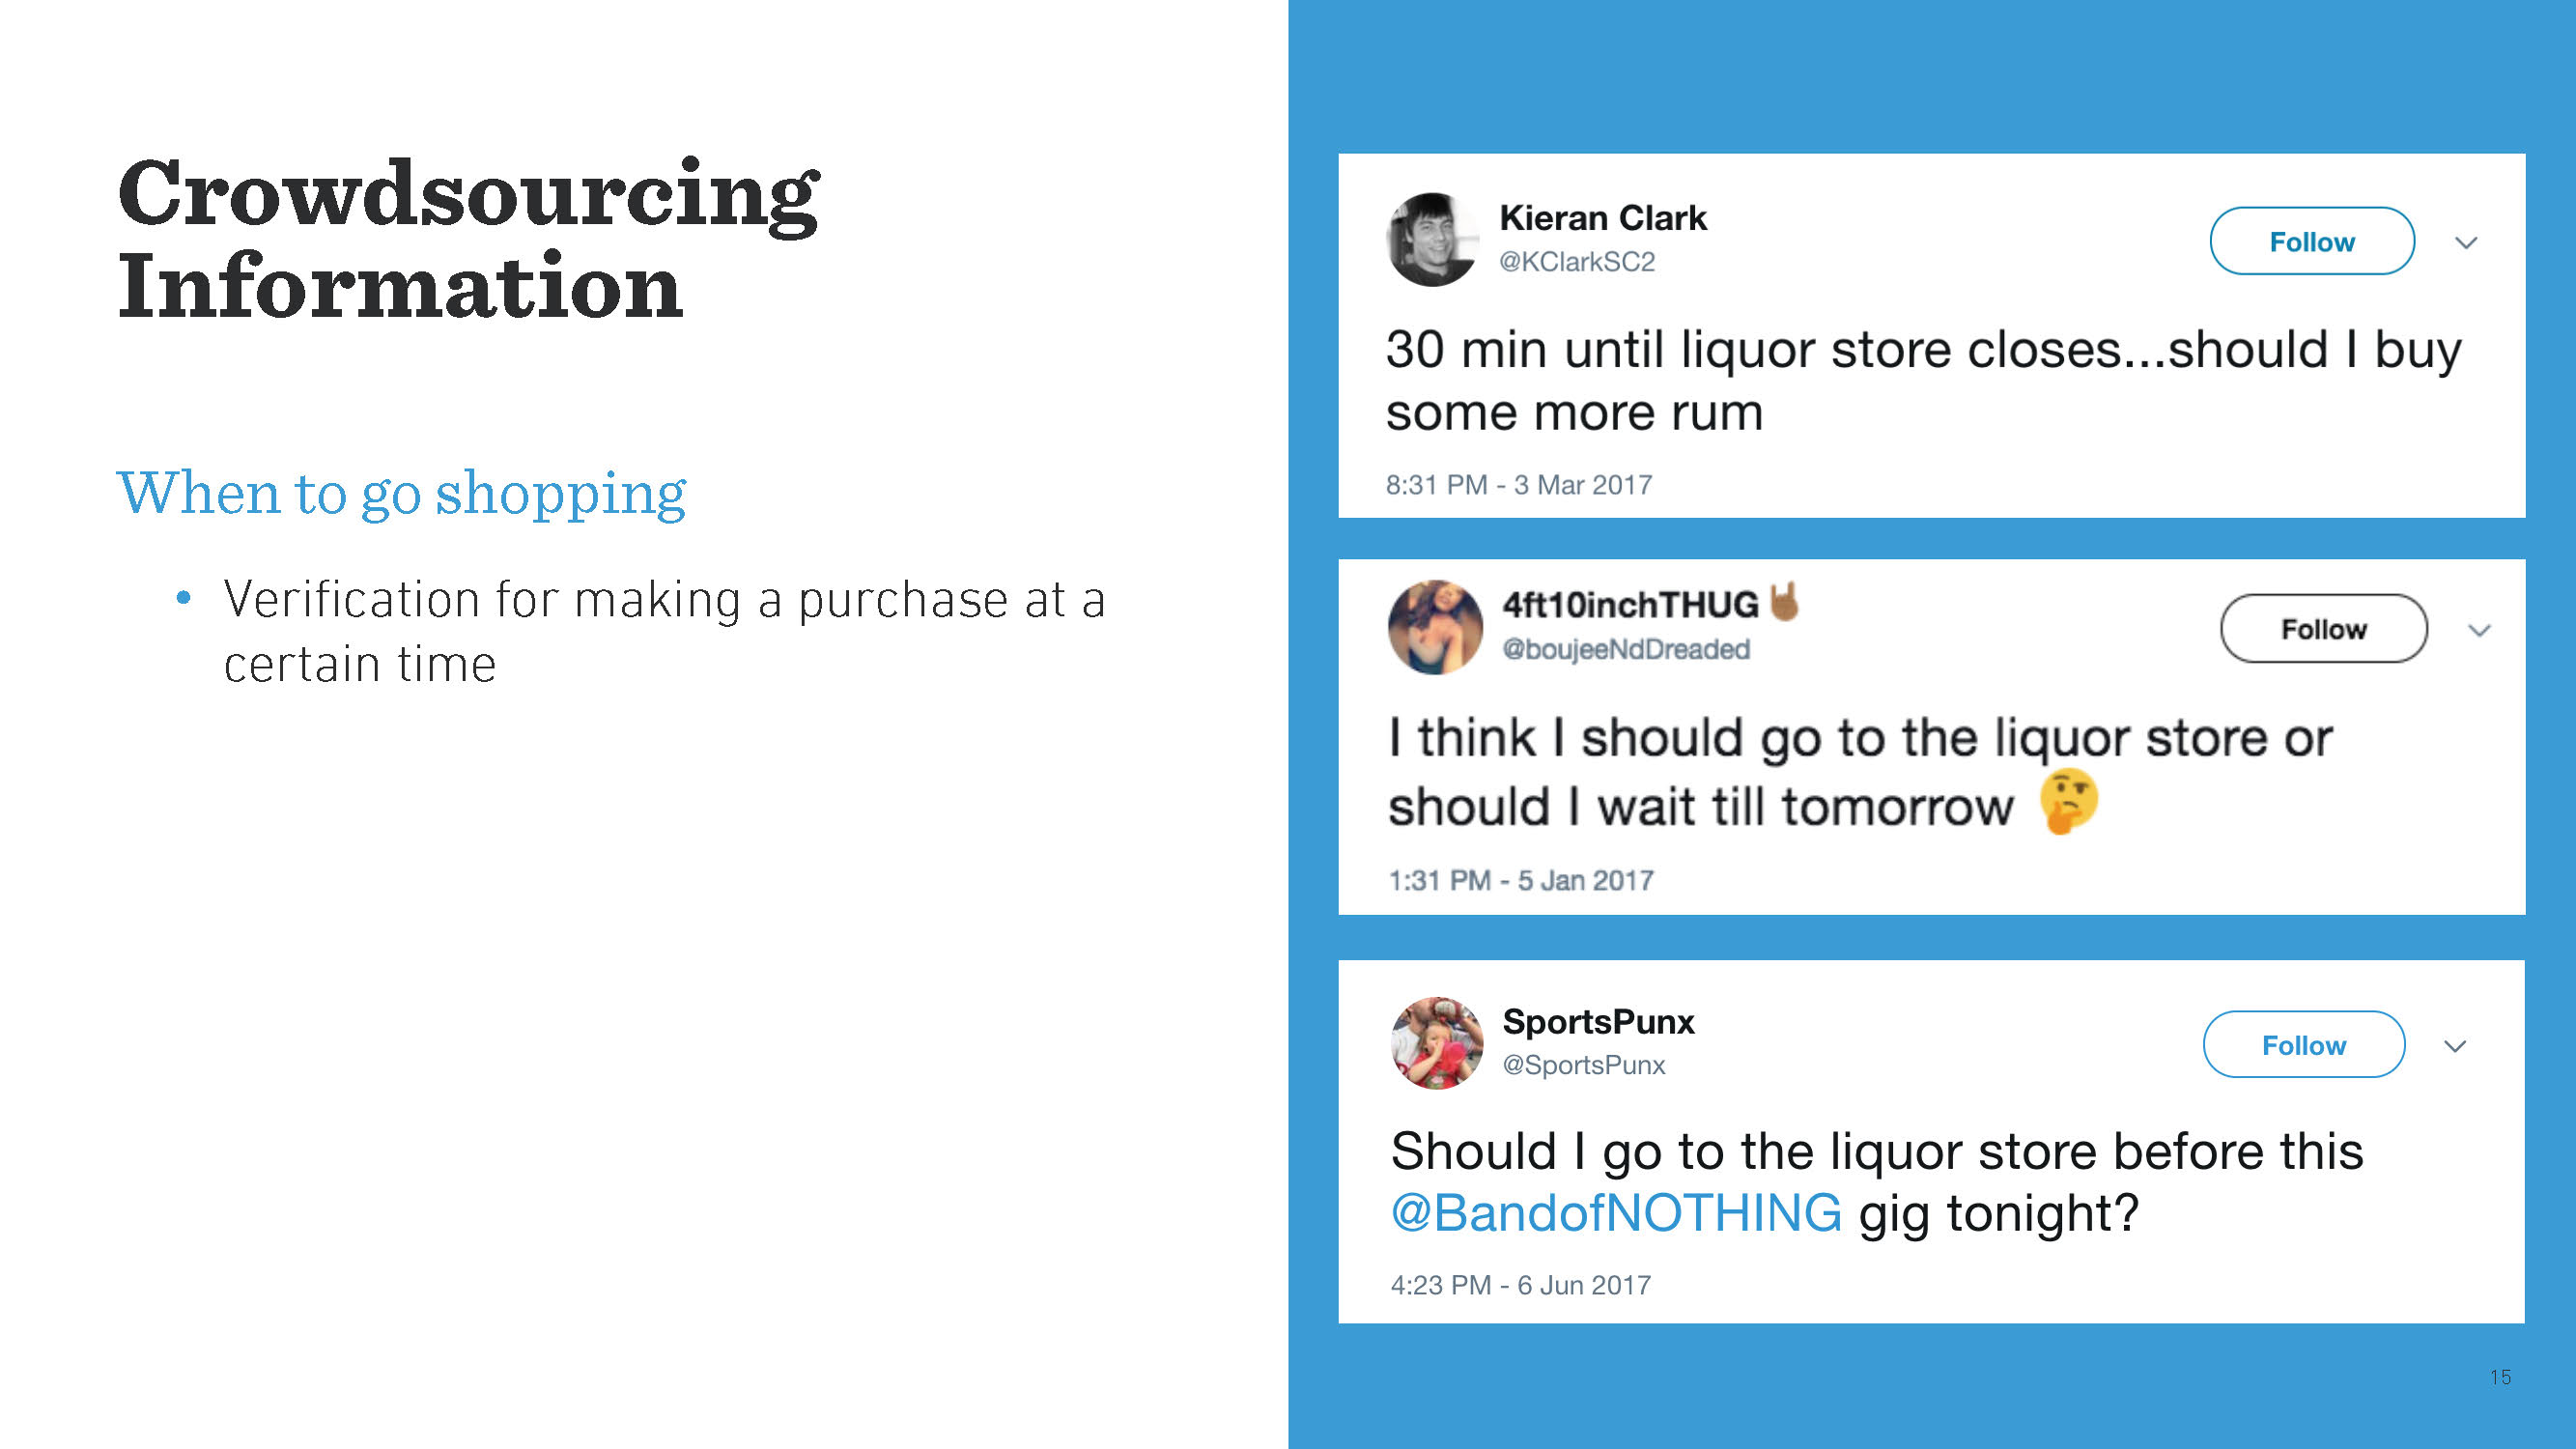 Crowdsourcing
Information
When to go shopping
• Verification for making a purchase at a
certain time
Kieran Clark
@KClarkSC2
Follow
30 min until liquor store closes...should I buy
some more rum
8:31 PM - 3 Mar 2017
4ft10inchTHUG🤘🏾
@boujeeNdDreaded
Follow
I think I should go to the liquor store or
should I wait till tomorrow 🤔
1:31 PM - 5 Jan 2017
SportsPunx
@SportsPunx
Follow
Should I go to the liquor store before this
@BandofNOTHING gig tonight?
4:23 PM - 6 Jun 2017
15